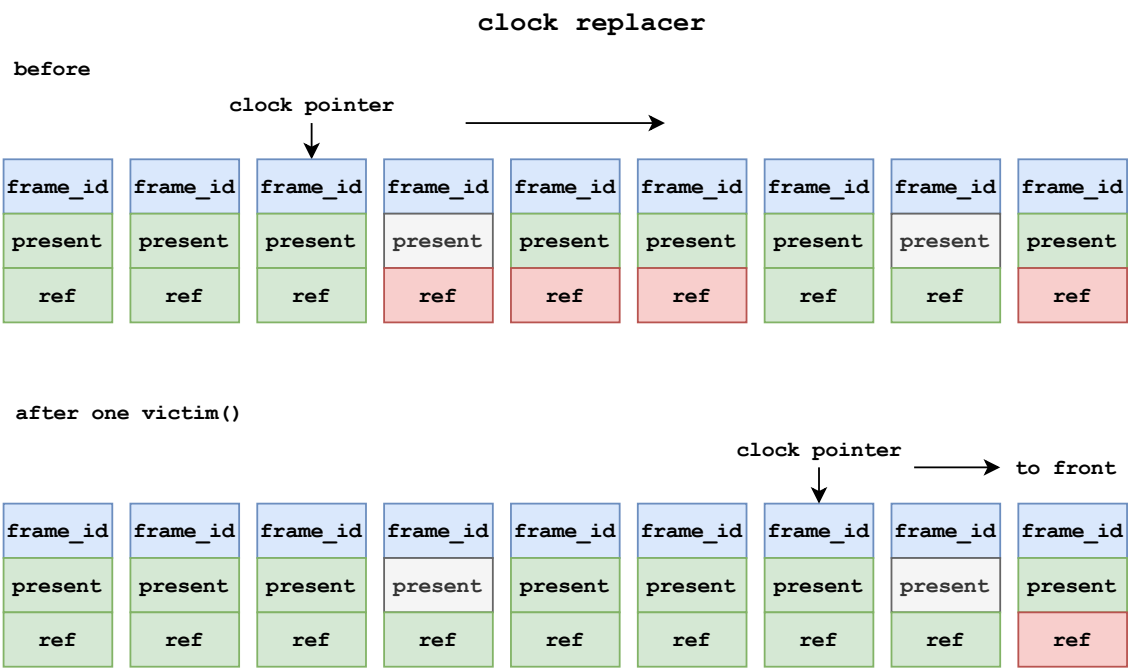 clock replacer
before
clock pointer
frame_id frame_id frame_id frame_id frame_id frame_id frame_id frame_id frame_id
present present present present present present present present present
ref ref ref ref ref ref ref ref ref
after one victim()
clock pointer
to front
frame_id frame_id frame_id frame_id frame_id frame_id frame_id frame_id frame_id
present present present present present present present present present
ref ref ref ref ref ref ref ref ref